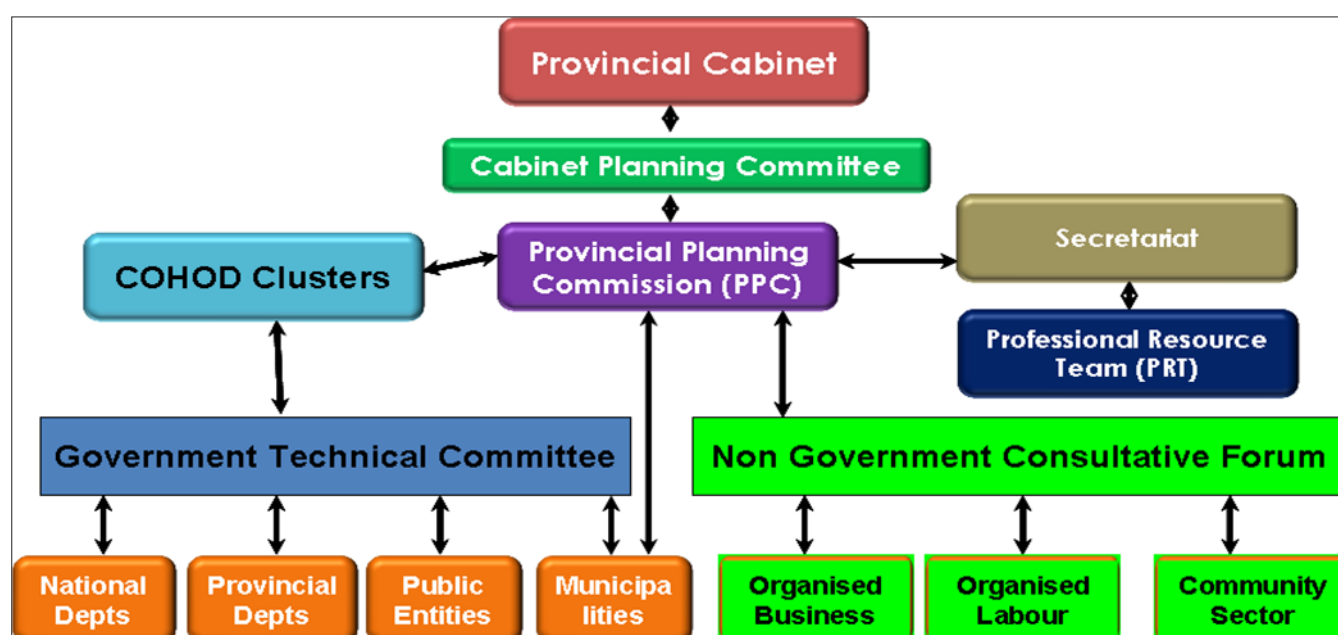 Provincial Cabinet
Cabinet Planning Committee
Provincial Planning
Commission (PPC)
Secretariat
COHOD Clusters
Professional Resource
Team (PRT)
Government Technical Committee
Non Government Consultative Forum
National
Depts
Provincial
Depts
Public
Entities
Municipa
lities
Organised
Business
Organised
Labour
Community
Sector